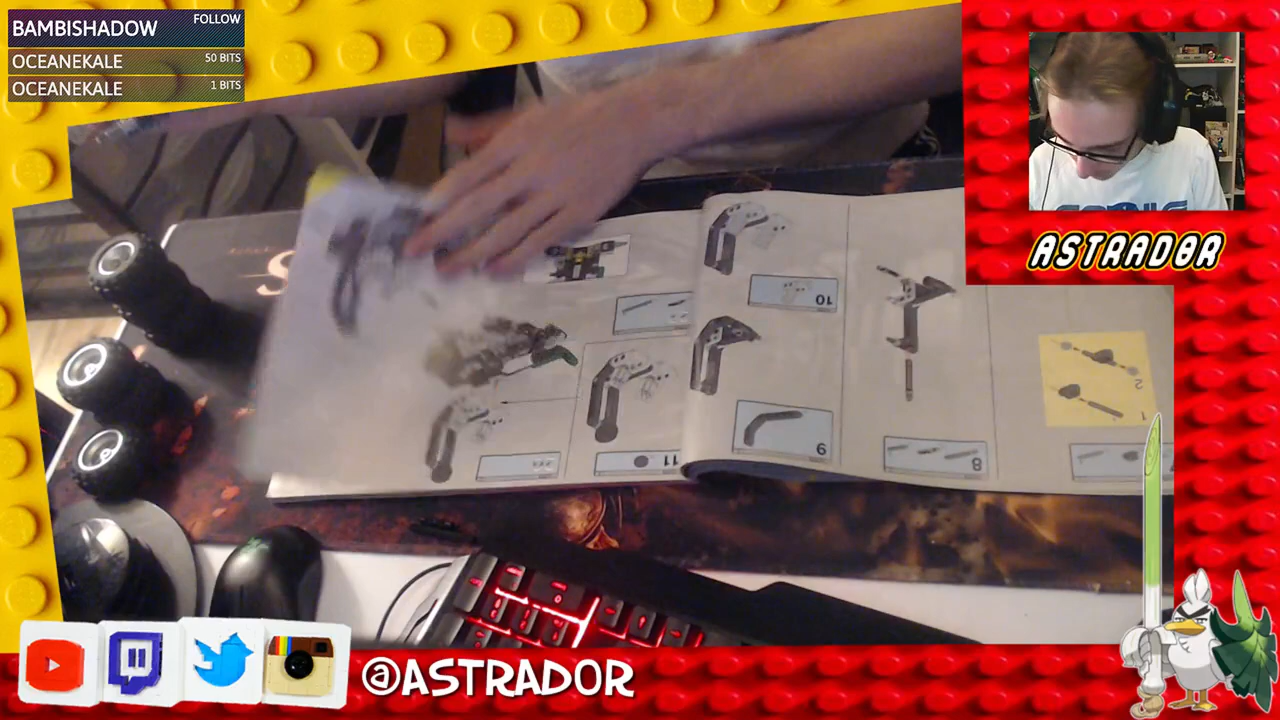 BAMBISHADOW FOLLOW
OCEANEKALE 50 BITS
OCEANEKALE 1 BITS
ASTRADOR
10
2
1
11
9
8
@ASTRADOR